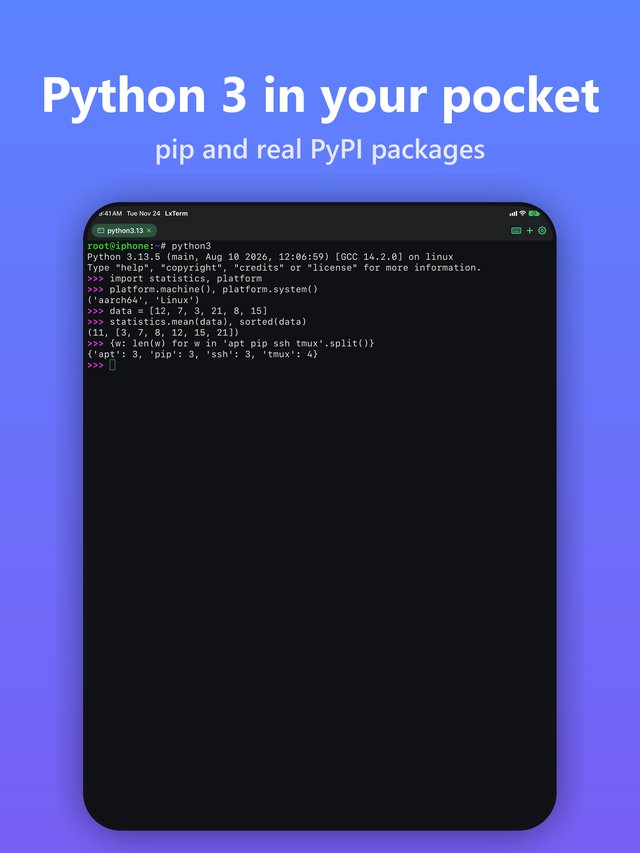 Python 3 in your pocket
pip and real PyPI packages
9:41 AM Tue Nov 24 LxTerm
python3.13 ×
root@iphone:~# python3
Python 3.13.5 (main, Aug 10 2026, 12:06:59) [GCC 14.2.0] on linux
Type "help", "copyright", "credits" or "license" for more information.
>>> import statistics, platform
>>> platform.machine(), platform.system()
('aarch64', 'Linux')
>>> data = [12, 7, 3, 21, 8, 15]
>>> statistics.mean(data), sorted(data)
(11, [3, 7, 8, 12, 15, 21])
>>> {w: len(w) for w in 'apt pip ssh tmux'.split()}
{'apt': 3, 'pip': 3, 'ssh': 3, 'tmux': 4}
>>>